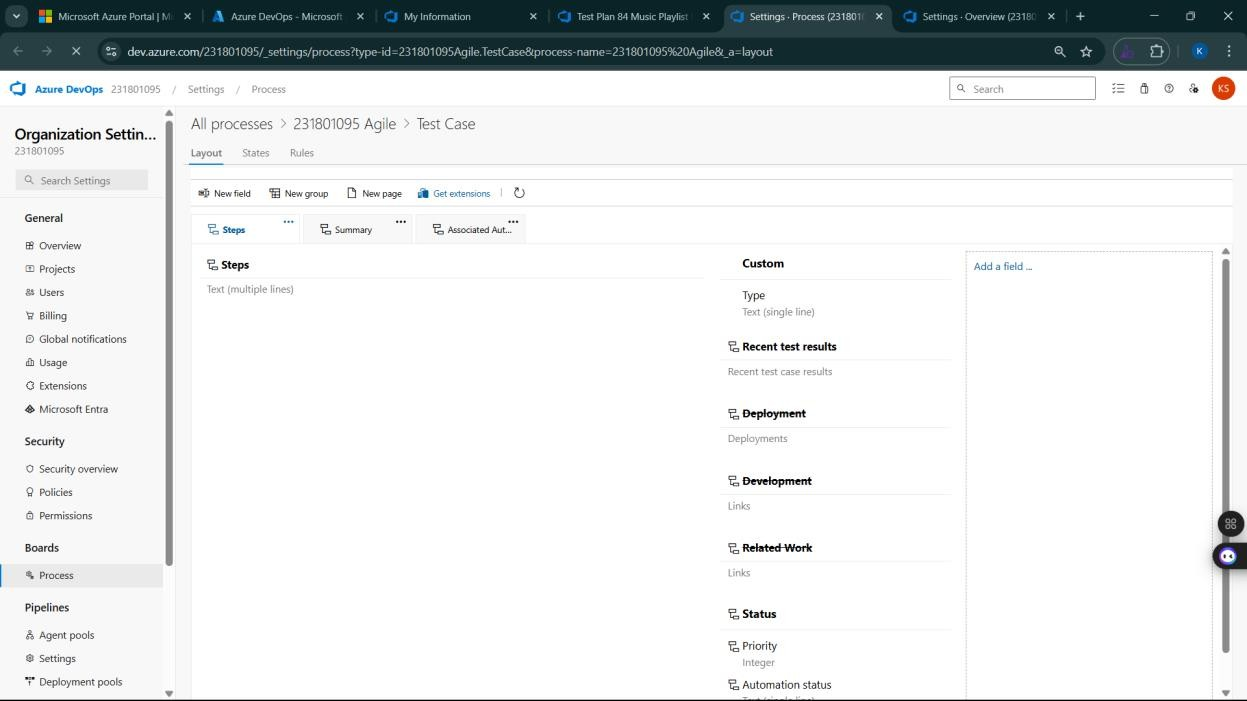 Microsoft Azure Portal | Mi
Azure DevOps - Microsoft
My Information
Test Plan 84 Music Playlist
Settings · Process (2318010
Settings · Overview (23180
dev.azure.com/231801095/_settings/process?type-id=231801095Agile.TestCase&process-name=231801095%20Agile&_a=layout
K
Azure DevOps 231801095 / Settings / Process
Search
KS
Organization Settin...
231801095
Search Settings
General
Overview
Projects
Users
Billing
Global notifications
Usage
Extensions
Microsoft Entra
Security
Security overview
Policies
Permissions
Boards
Process
Pipelines
Agent pools
Settings
Deployment pools
All processes > 231801095 Agile > Test Case
Layout States Rules
New field New group New page Get extensions
Steps ... Summary ... Associated Aut... ...
Steps
Text (multiple lines)
Custom
Type
Text (single line)
Recent test results
Recent test case results
Deployment
Deployments
Development
Links
Related Work
Links
Status
Priority
Integer
Automation status
Add a field ...